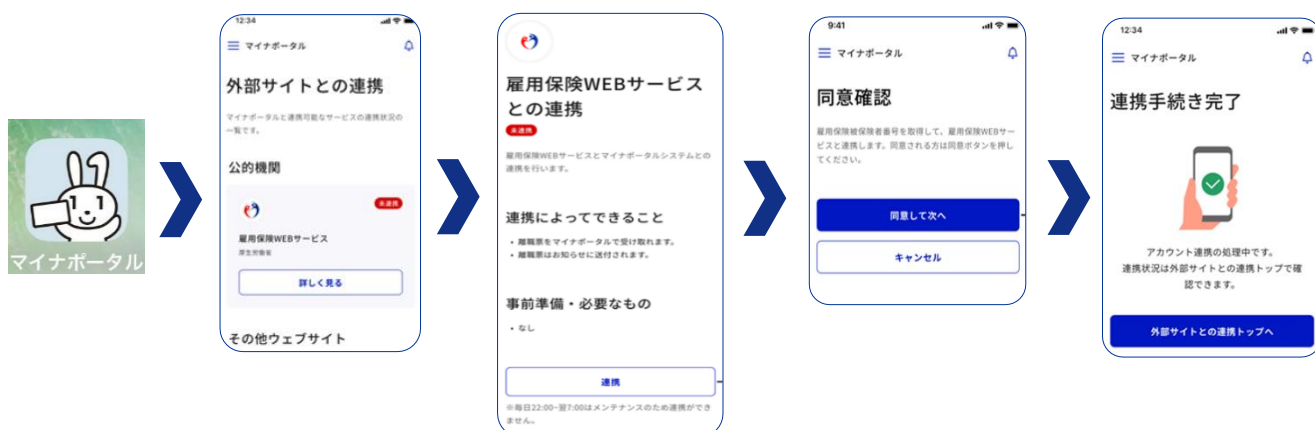 マイナポータル
12:34
マイナポータル
外部サイトとの連携
マイナポータルと連携可能なサービスの連携状況の
一覧です。
公的機関
未連携
雇用保険WEBサービス
厚生労働省
詳しく見る
その他ウェブサイト
雇用保険WEBサービス
との連携
未連携
雇用保険WEBサービスとマイナポータルシステムとの
連携を行います。
連携によってできること
・離職票をマイナポータルで受け取れます。
・離職票はお知らせに送付されます。
事前準備・必要なもの
・なし
連携
※毎日22:00~翌7:00はメンテナンスのため連携ができ
ません。
9:41
マイナポータル
同意確認
雇用保険被保険者番号を取得して、雇用保険WEBサー
ビスと連携します。同意される方は同意ボタンを押し
てください。
同意して次へ
キャンセル
12:34
マイナポータル
連携手続き完了
アカウント連携の処理中です。
連携状況は外部サイトとの連携トップで確
認できます。
外部サイトとの連携トップへ